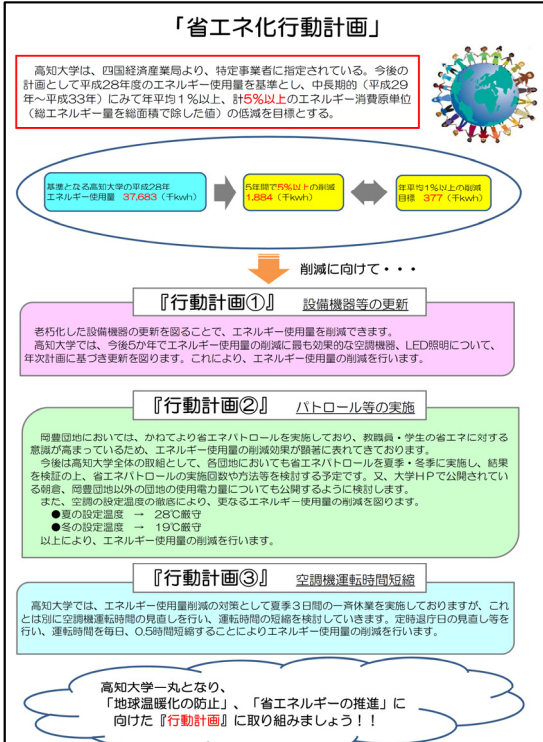 「省エネ化行動計画」
高知大学は、四国経済産業局より、特定事業者に指定されている。今後の
計画として平成28年度のエネルギー使用量を基準とし、中長期的（平成29
年～平成33年）にみて年平均１％以上、計5％以上のエネルギー消費原単位
（総エネルギー量を総面積で除した値）の低減を目標とする。
基準となる高知大学の平成28年
エネルギー使用量　37,683（千kwh）
5年間で5％以上の削減
1,884（千kwh）
年平均1％以上の削減
目標　377（千kwh）
削減に向けて・・・
『行動計画①』　設備機器等の更新
老朽化した設備機器の更新を図ることで、エネルギー使用量を削減できます。
高知大学では、今後5か年でエネルギー使用量の削減に最も効果的な空調機器、LED照明について、
年次計画に基づき更新を図ります。これにより、エネルギー使用量の削減を行います。
『行動計画②』　パトロール等の実施
岡豊団地においては、かねてより省エネパトロールを実施しており、教職員・学生の省エネに対する
意識が高まっているため、エネルギー使用量の削減効果が顕著に表れてきております。
今後は高知大学全体の取組として、各団地においても省エネパトロールを夏季・冬季に実施し、結果
を検証の上、省エネパトロールの実施回数や方法等を検討する予定です。又、大学ＨＰで公開されてい
る朝倉、岡豊団地以外の団地の使用電力量についても公開するように検討します。
また、空調の設定温度の徹底により、更なるエネルギー使用量の削減を図ります。
●夏の設定温度　→　28℃厳守
●冬の設定温度　→　19℃厳守
以上により、エネルギー使用量の削減を行います。
『行動計画③』　空調機運転時間短縮
高知大学では、エネルギー使用量削減の対策として夏季３日間の一斉休業を実施しておりますが、これ
とは別に空調機運転時間の見直しを行い、運転時間の短縮を検討していきます。定時退庁日の見直し等を
行い、運転時間を毎日、0.5時間短縮することによりエネルギー使用量の削減を行います。
高知大学一丸となり、
「地球温暖化の防止」、「省エネルギーの推進」に
向けた『行動計画』に取り組みましょう！！